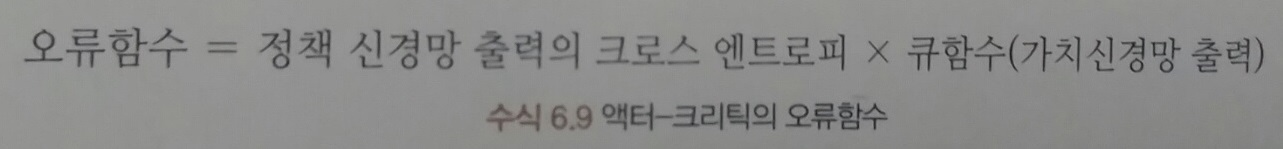 오류함수 = 정책 신경망 출력의 크로스 엔트로피 × 큐함수(가치신경망 출력)
수식 6.9 액터-크리틱의 오류함수